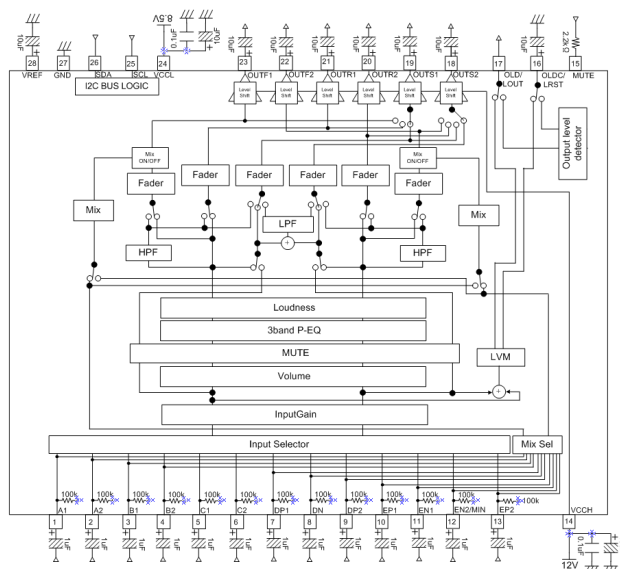 10uF
8.5V
0.1uF
10uF
10uF
10uF
10uF
10uF
10uF
10uF
10uF
2.2kΩ
28 27 26 25 24 23 22 21 20 19 18 17 16 15
VREF GND SDA SCL VCCL OUTF1 OUTF2 OUTR1 OUTR2 OUTS1 OUTS2 OLD/LOUT OLDC/LRST MUTE
I2C BUS LOGIC
Level Shift
Level Shift
Level Shift
Level Shift
Level Shift
Level Shift
Output level detector
Mix ON/OFF
Mix ON/OFF
Fader
Fader
Fader
Fader
Fader
Fader
Mix
Mix
LPF
HPF
HPF
Loudness
3band P-EQ
MUTE
LVM
Volume
InputGain
Input Selector
Mix Sel
100k 100k 100k 100k 100k 100k 100k 100k 100k 100k 100k 100k 100k
A1 A2 B1 B2 C1 C2 DP1 DN DP2 EP1 EN1 EN2/MIN EP2 VCCH
1 2 3 4 5 6 7 8 9 10 11 12 13 14
1uF 1uF 1uF 1uF 1uF 1uF 1uF 1uF 1uF 1uF 1uF 1uF 1uF
12V
0.1uF